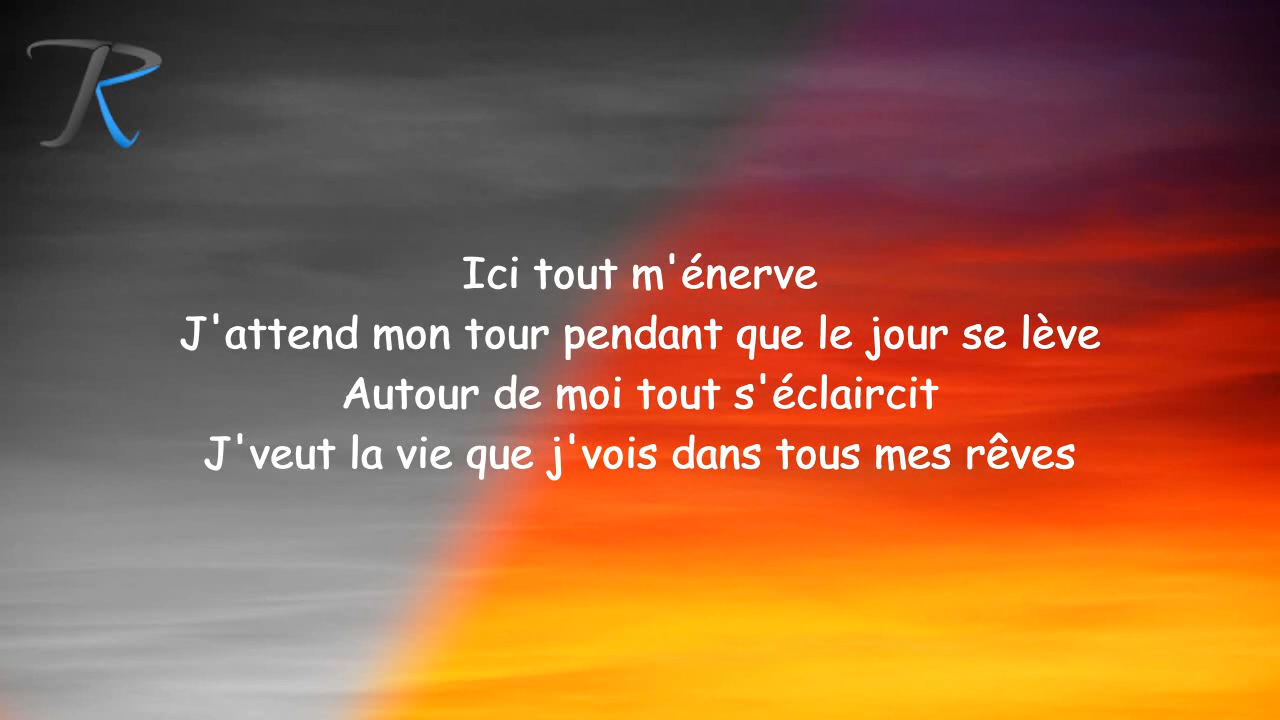 R
Ici tout m'énerve
J'attend mon tour pendant que le jour se lève
Autour de moi tout s'éclaircit
J'veut la vie que j'vois dans tous mes rêves